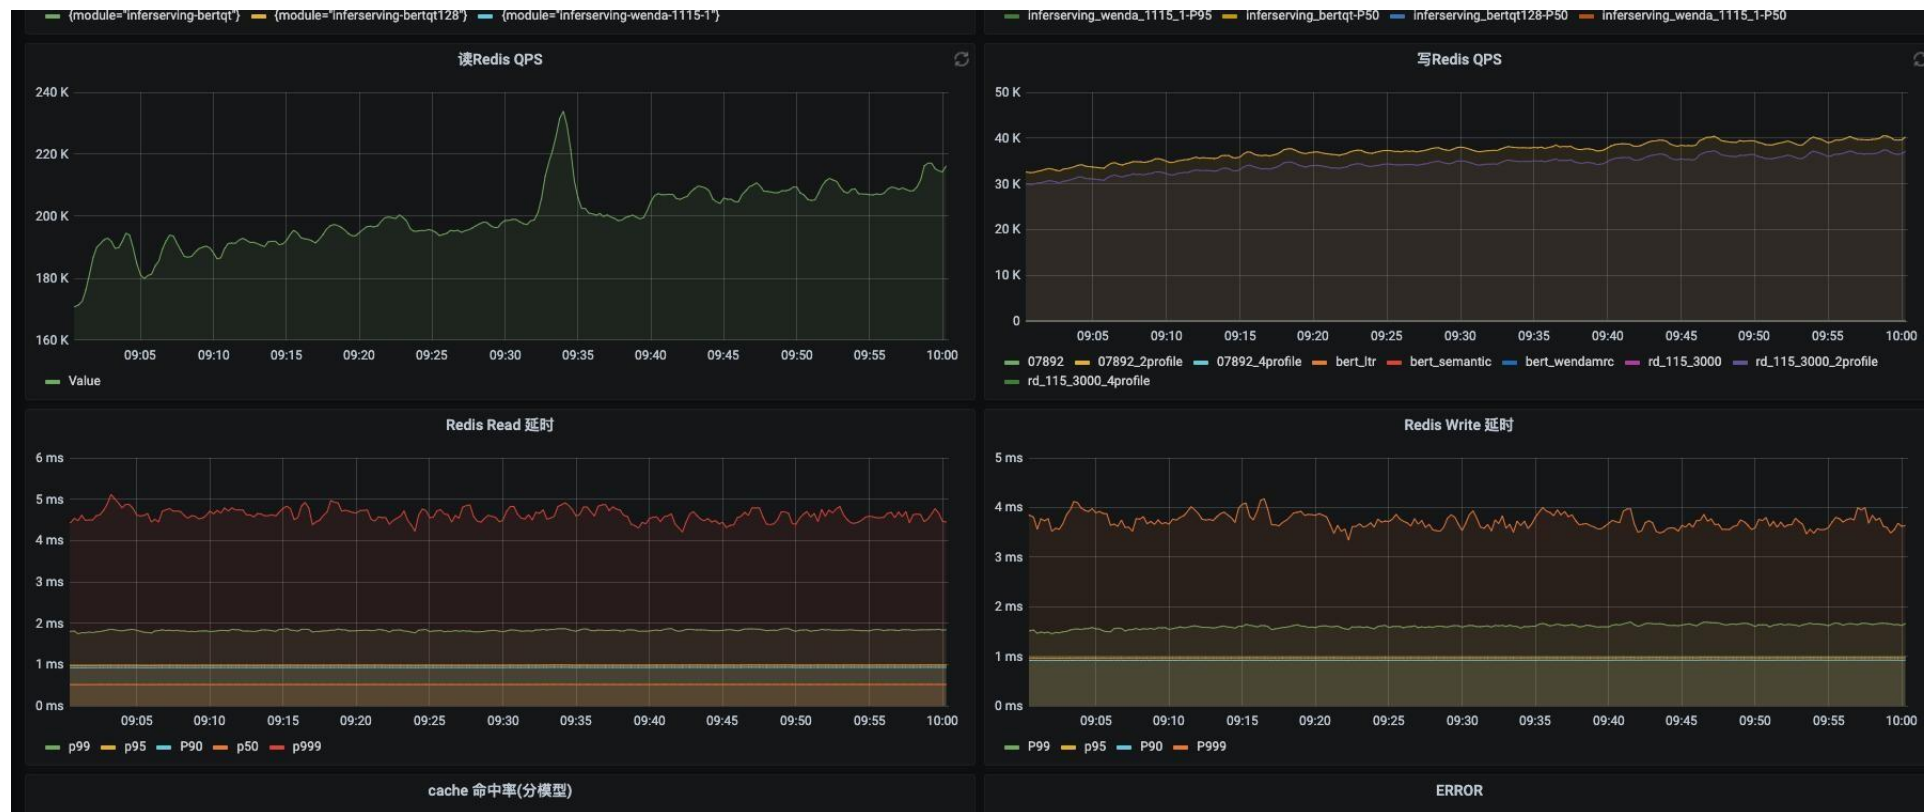 {module="inferserving-bertqt"} {module="inferserving-bertqt128"} {module="inferserving-wenda-1115-1"}
inferserving_wenda_1115_1-P95 inferserving_bertqt-P50 inferserving_bertqt128-P50 inferserving_wenda_1115_1-P50
读Redis QPS
240 K
220 K
200 K
180 K
160 K
09:05 09:10 09:15 09:20 09:25 09:30 09:35 09:40 09:45 09:50 09:55 10:00
Value
写Redis QPS
50 K
40 K
30 K
20 K
10 K
0
09:05 09:10 09:15 09:20 09:25 09:30 09:35 09:40 09:45 09:50 09:55 10:00
07892 07892_2profile 07892_4profile bert_ltr bert_semantic bert_wendamrc rd_115_3000 rd_115_3000_2profile
rd_115_3000_4profile
Redis Read 延时
6 ms
5 ms
4 ms
3 ms
2 ms
1 ms
0 ms
09:05 09:10 09:15 09:20 09:25 09:30 09:35 09:40 09:45 09:50 09:55 10:00
p99 p95 P90 p50 p999
Redis Write 延时
5 ms
4 ms
3 ms
2 ms
1 ms
0 ms
09:05 09:10 09:15 09:20 09:25 09:30 09:35 09:40 09:45 09:50 09:55 10:00
P99 p95 P90 P999
cache 命中率(分模型)
ERROR